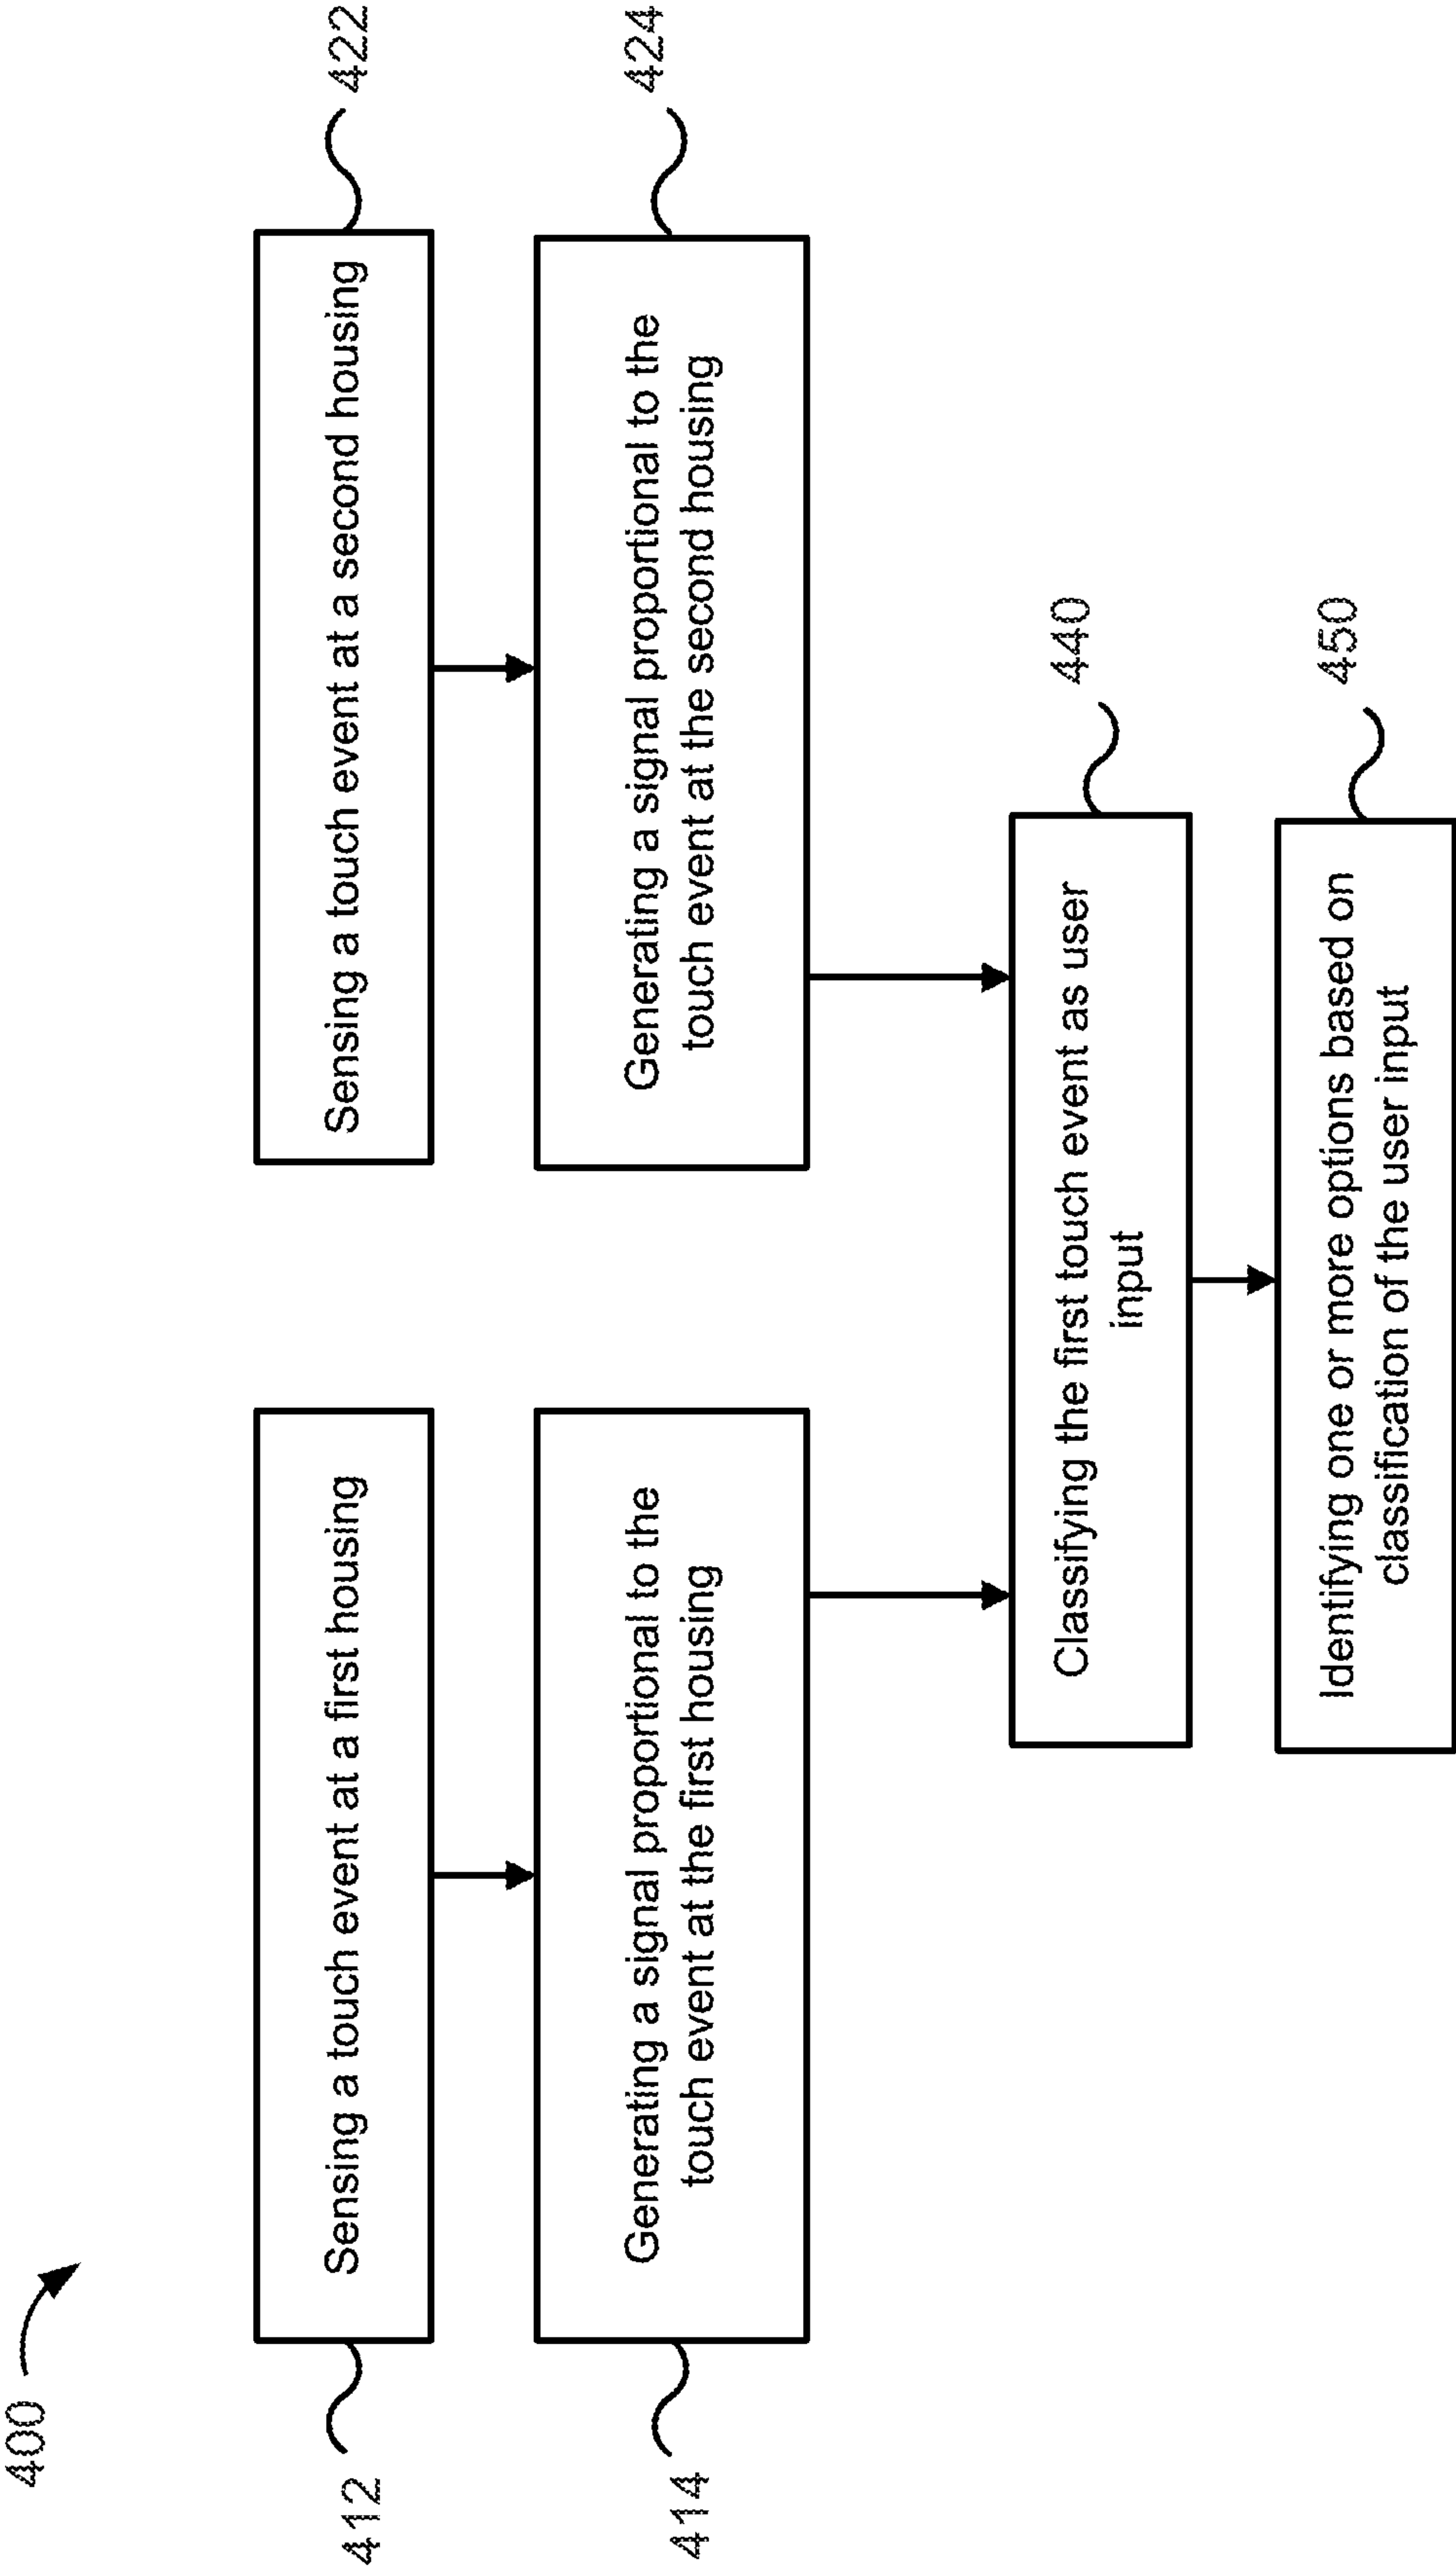 400
412
Sensing a touch event at a first housing
Sensing a touch event at a second housing
422
414
Generating a signal proportional to the
touch event at the first housing
Generating a signal proportional to the
touch event at the second housing
424
Classifying the first touch event as user
input
440
Identifying one or more options based on
classification of the user input
450